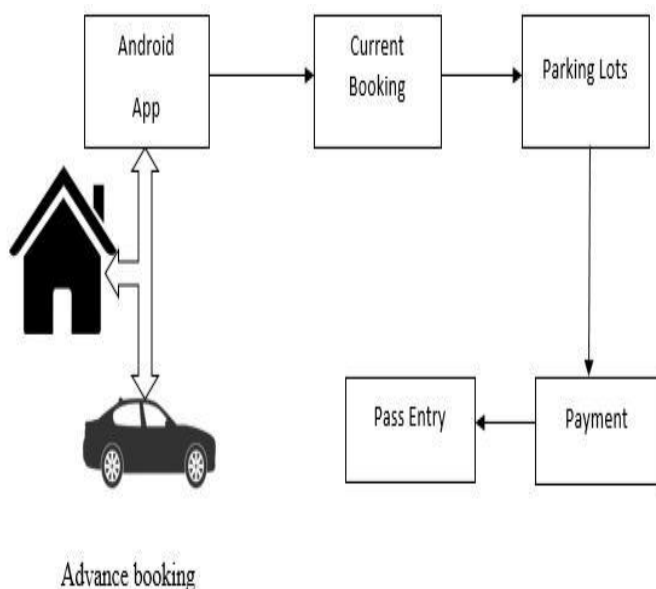 Android
App
Current
Booking
Parking Lots
Pass Entry
Payment
Advance booking